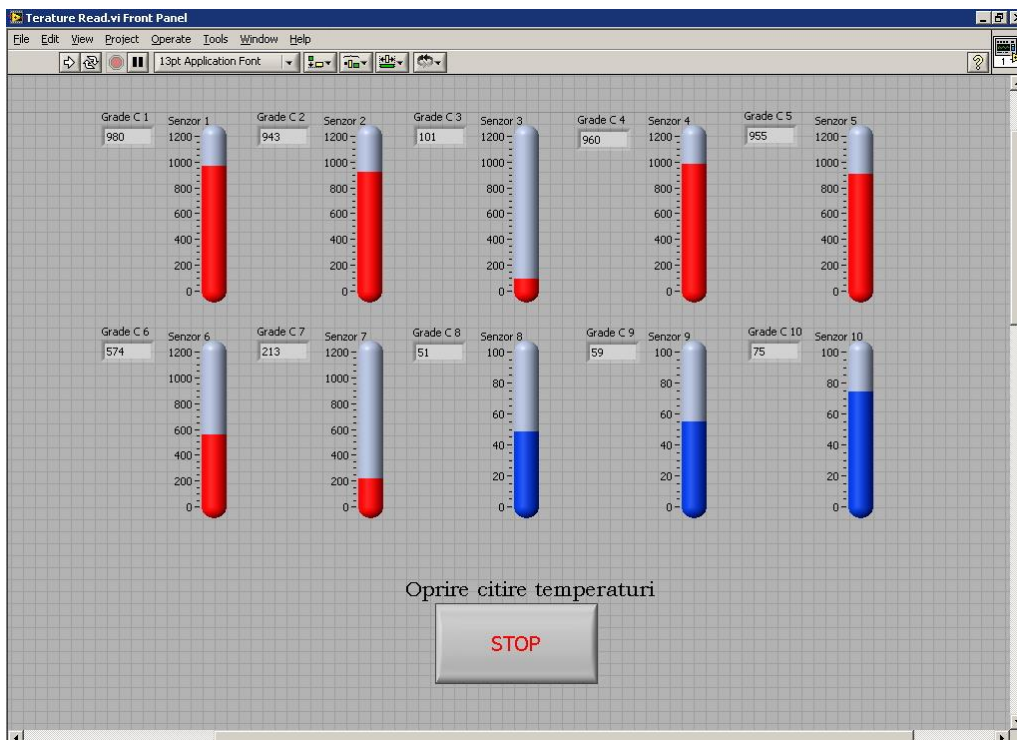 Terature Read.vi Front Panel
File Edit View Project Operate Tools Window Help
13pt Application Font
1
Grade C 1 Senzor 1 Grade C 2 Senzor 2 Grade C 3 Senzor 3 Grade C 4 Senzor 4 Grade C 5 Senzor 5
980 1200 943 1200 101 1200 960 1200 955 1200
1000 1000 1000 1000 1000
800 800 800 800 800
600 600 600 600 600
400 400 400 400 400
200 200 200 200 200
0 0 0 0 0
Grade C 6 Senzor 6 Grade C 7 Senzor 7 Grade C 8 Senzor 8 Grade C 9 Senzor 9 Grade C 10 Senzor 10
574 1200 213 1200 51 100 59 100 75 100
1000 1000 80 80 80
800 800 60 60 60
600 600 40 40 40
400 400 20 20 20
200 200 0 0 0
0 0
Oprire citire temperaturi
STOP